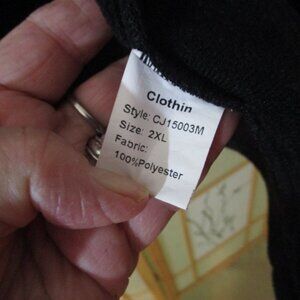 Clothin
Style: CJ15003M
Size: 2XL
Fabric:
100%Polyester